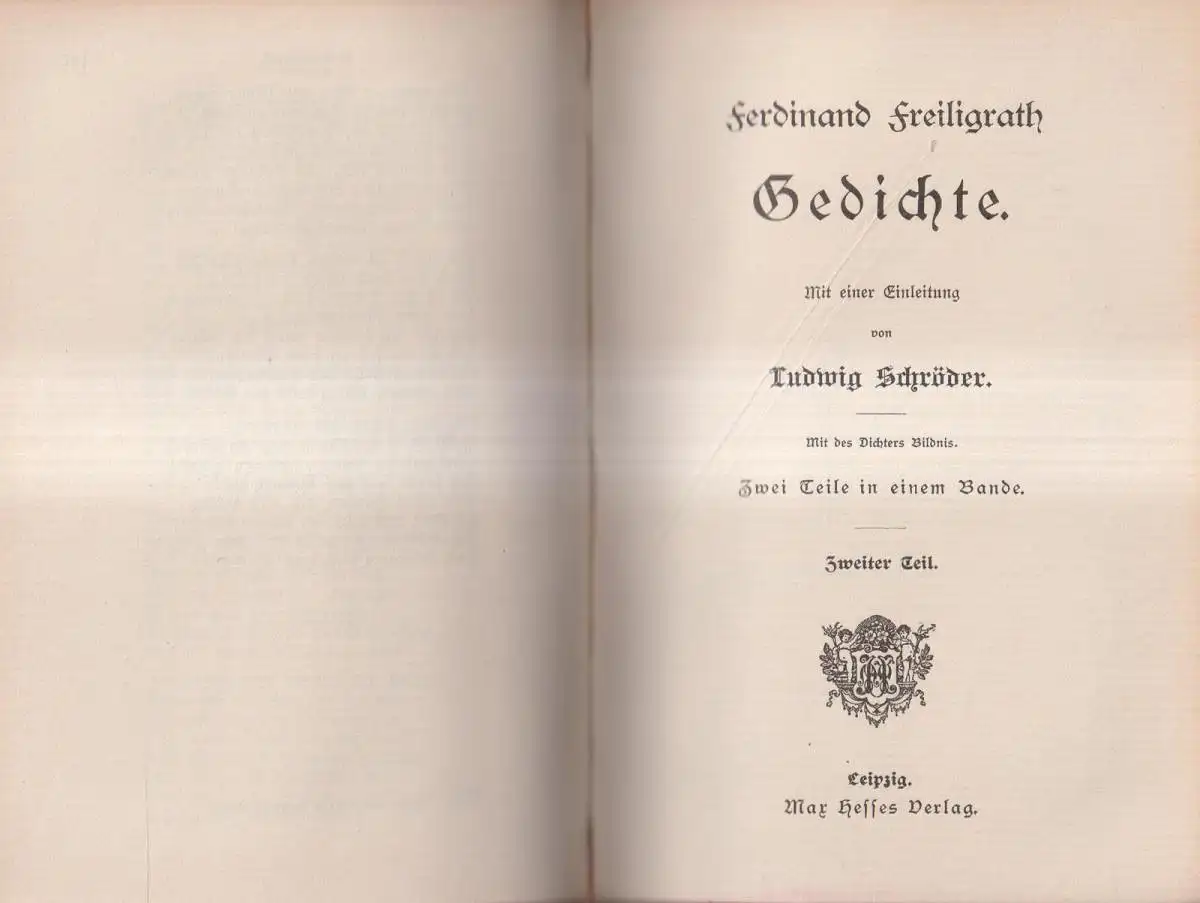 Ferdinand Freiligrath
Gedichte.
Mit einer Einleitung
von
Ludwig Schröder.
Mit des Dichters Bildnis.
Zwei Teile in einem Bande.
Zweiter Teil.
Leipzig.
Max Hesses Verlag.